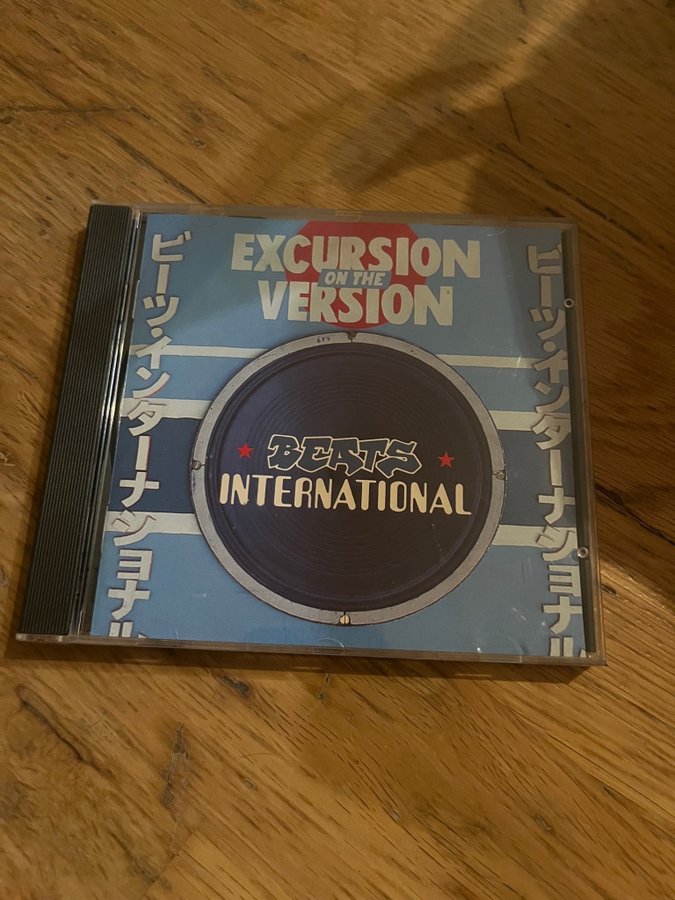 EXCURSION
ON THE
VERSION
ビーツ・インターナショナル
ビーツ・インターナショナル
BEATS
INTERNATIONAL